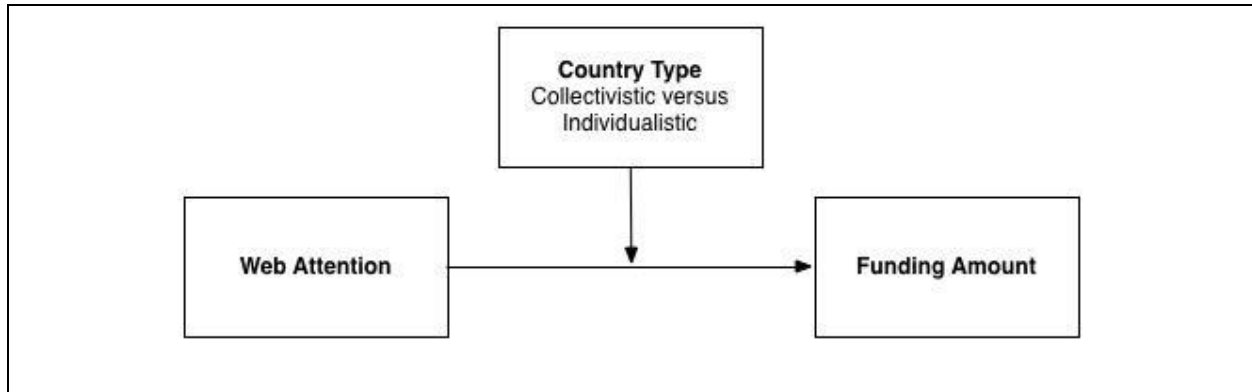 Country Type
Collectivistic versus
Individualistic
Web Attention
Funding Amount